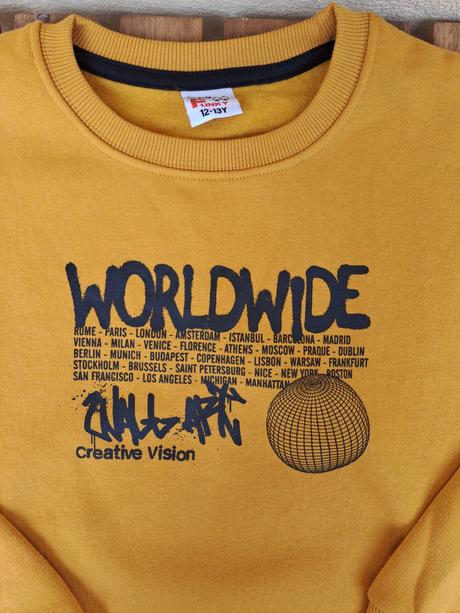 FUNKY
12-13Y
WORLDWIDE
ROME - PARIS - LONDON - AMSTERDAM - ISTANBUL - BARCELONA - MADRID
VIENNA - MILAN - VENICE - FLORENCE - ATHENS - MOSCOW - PRAQUE - DUBLIN
BERLIN - MUNICH - BUDAPEST - COPENHAGEN - LISBON - WARSAW - FRANKFURT
STOCKHOLM - BRUSSELS - SAINT PETERSBURG - NICE - NEW YORK - BOSTON
SAN FRANCISCO - LOS ANGELES - MICHIGAN - MANHATTAN
WALL ART
Creative Vision